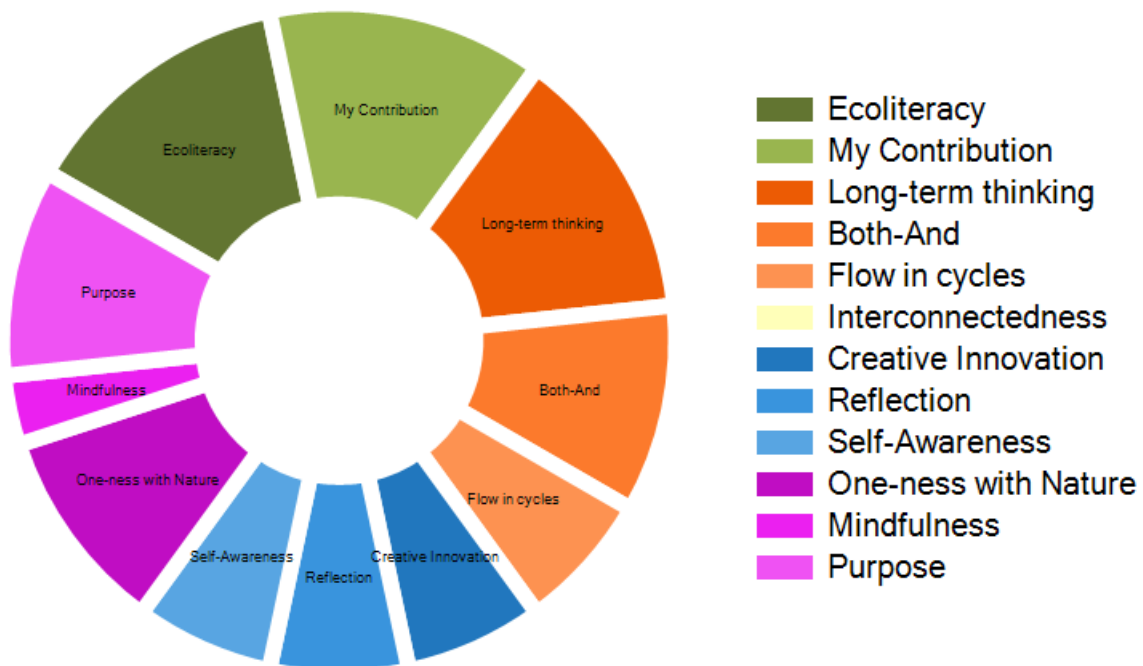 My Contribution
Ecoliteracy
Long-term thinking
Purpose
Both-And
Mindfulness
One-ness with Nature
Flow in cycles
Self-Awareness
Creative Innovation
Reflection
Ecoliteracy
My Contribution
Long-term thinking
Both-And
Flow in cycles
Interconnectedness
Creative Innovation
Reflection
Self-Awareness
One-ness with Nature
Mindfulness
Purpose